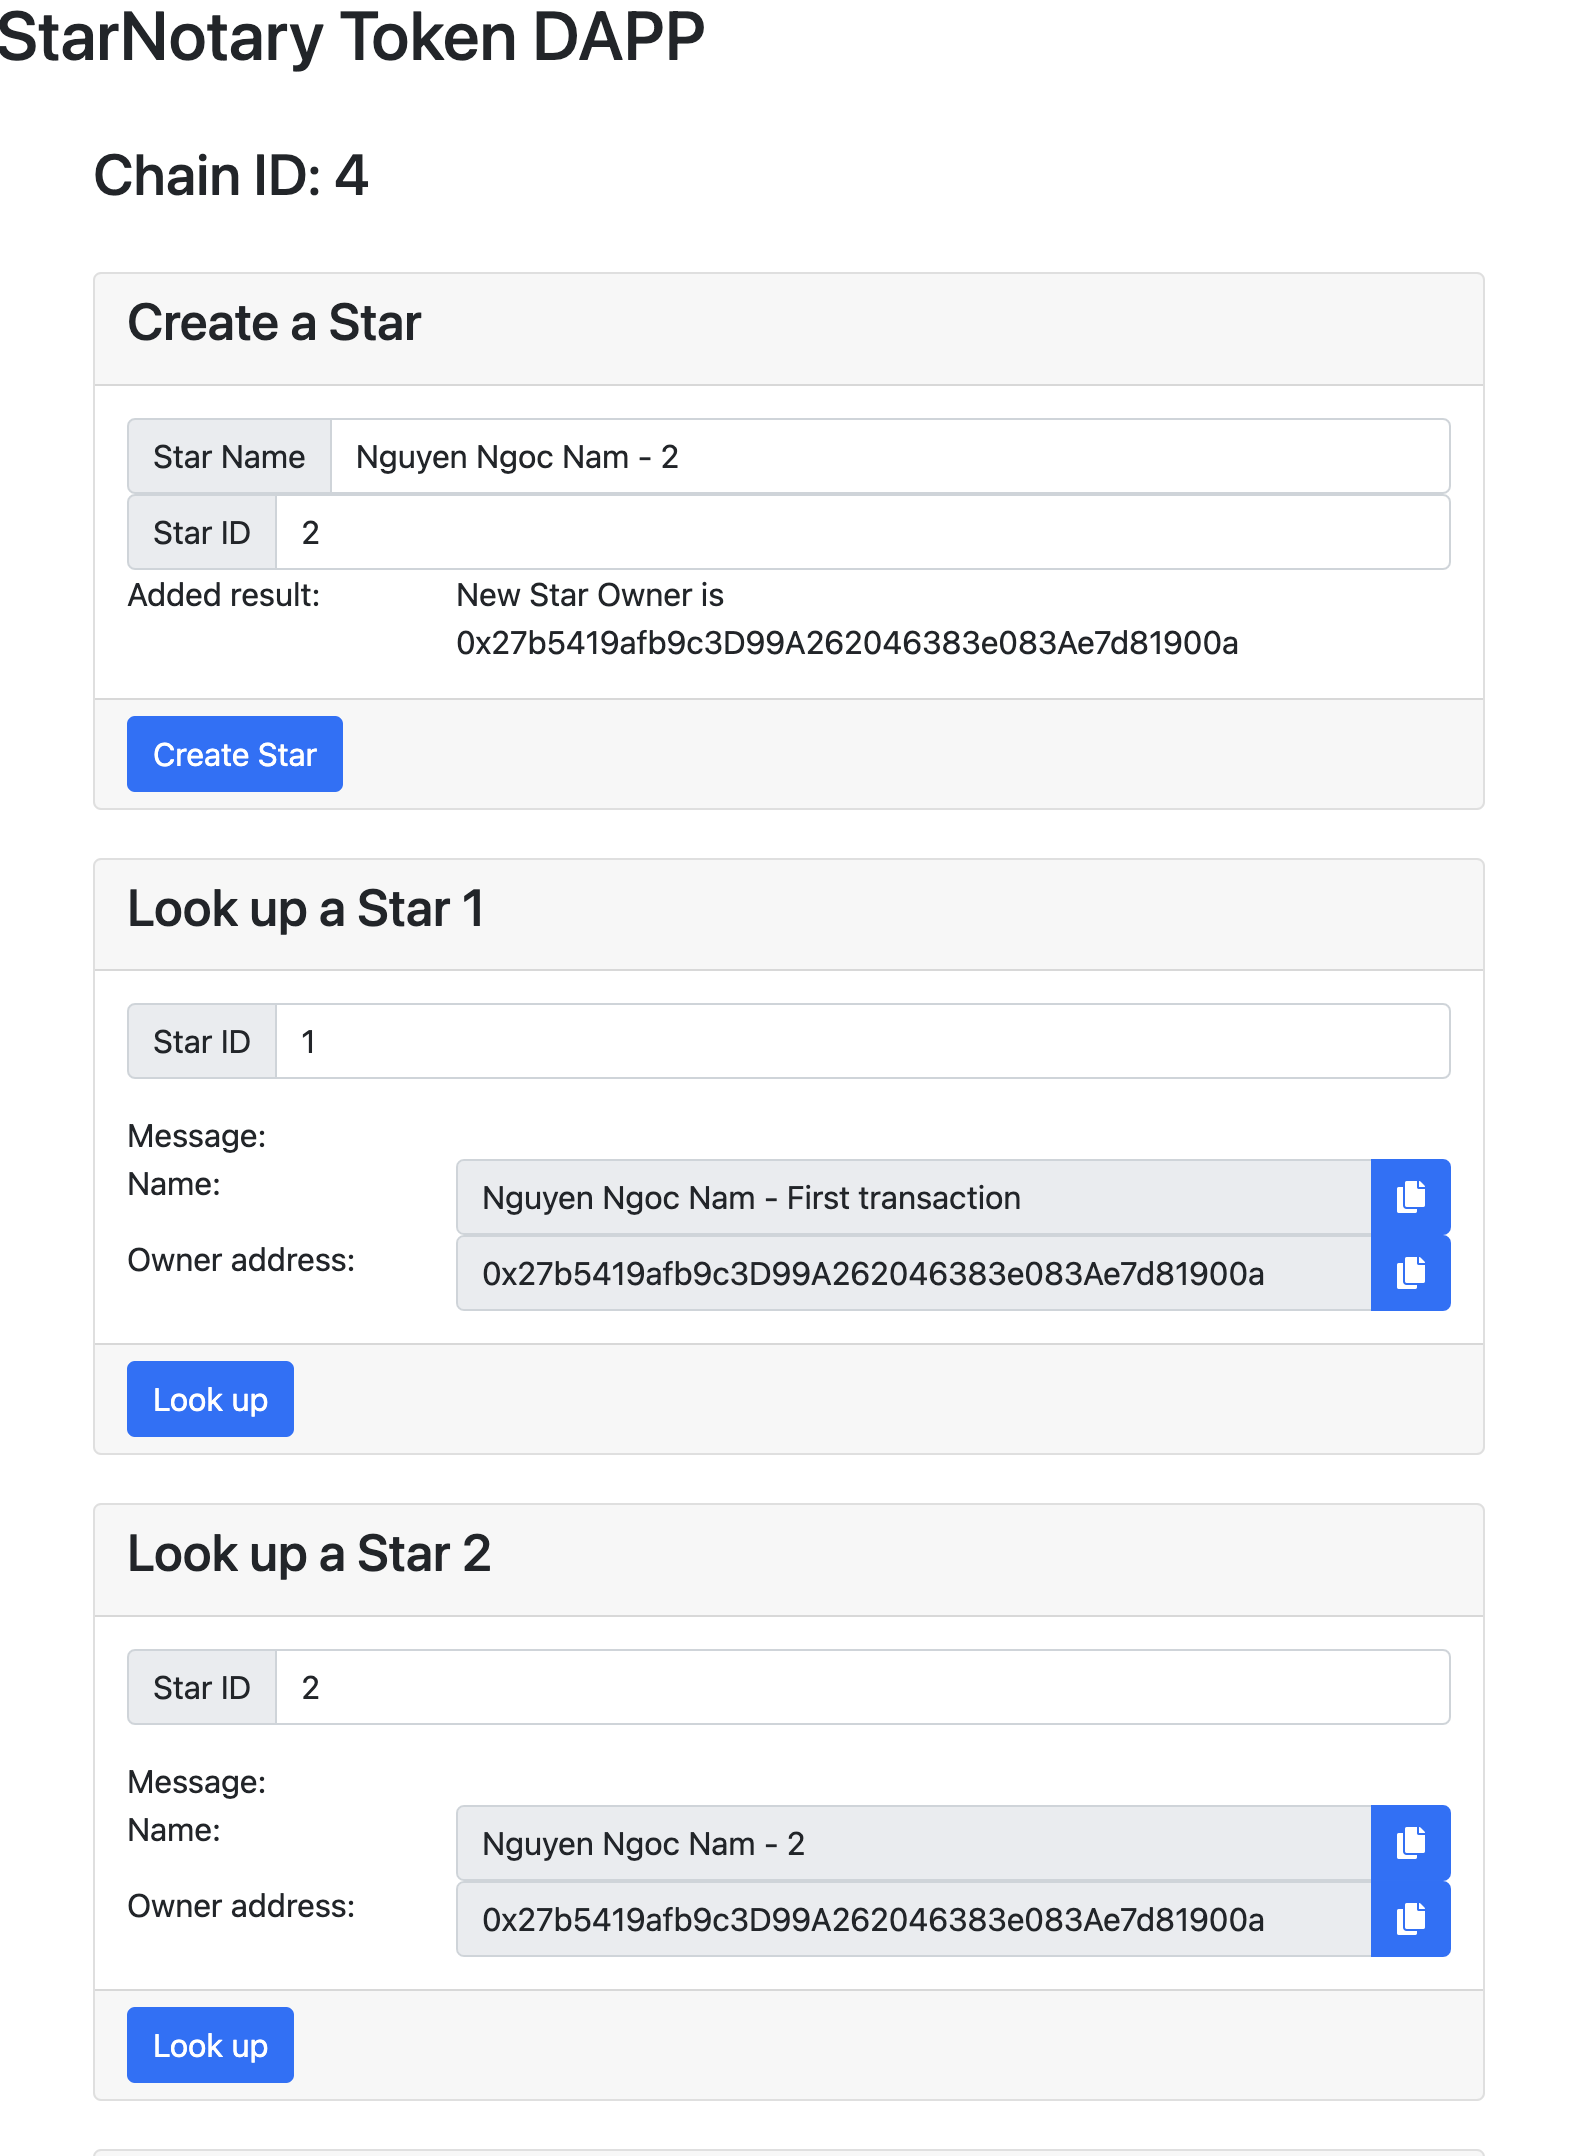 StarNotary Token DAPP
Chain ID: 4
Create a Star
Star Name Nguyen Ngoc Nam - 2
Star ID 2
Added result: New Star Owner is
0x27b5419afb9c3D99A262046383e083Ae7d81900a
Create Star
Look up a Star 1
Star ID 1
Message:
Name: Nguyen Ngoc Nam - First transaction
Owner address: 0x27b5419afb9c3D99A262046383e083Ae7d81900a
Look up
Look up a Star 2
Star ID 2
Message:
Name: Nguyen Ngoc Nam - 2
Owner address: 0x27b5419afb9c3D99A262046383e083Ae7d81900a
Look up